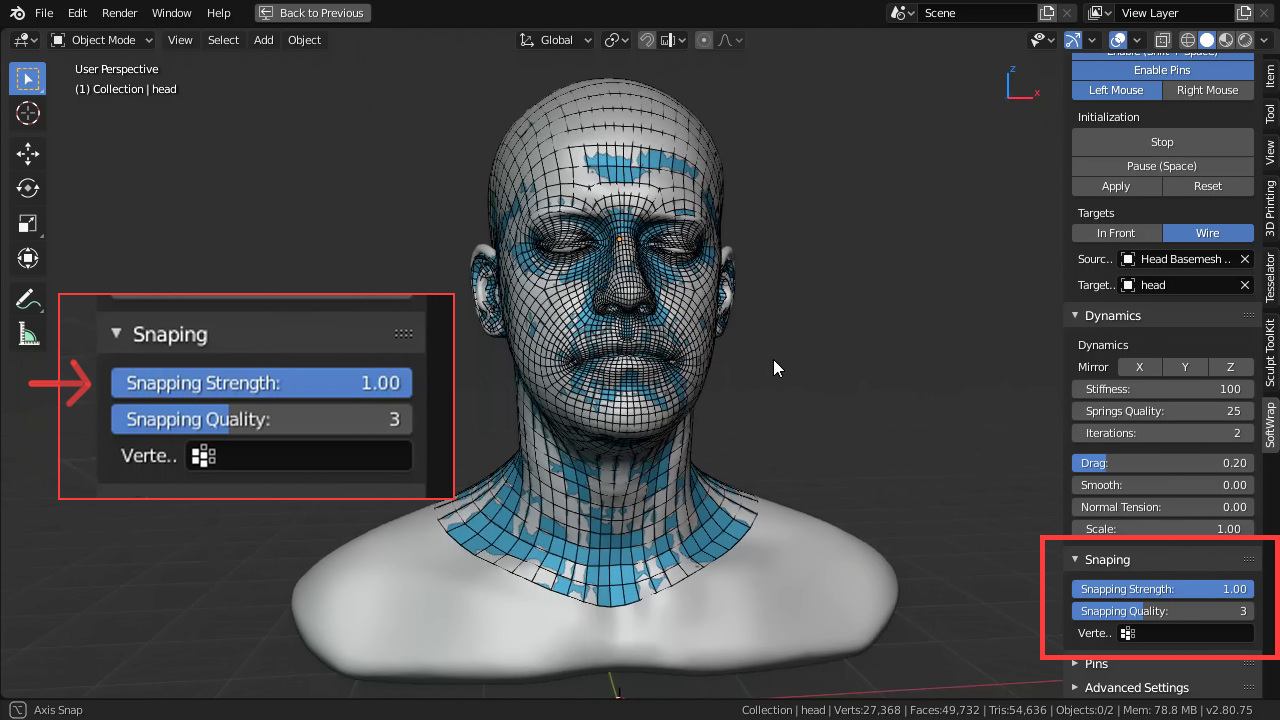 File Edit Render Window Help Back to Previous Scene View Layer
Object Mode View Select Add Object Global
User Perspective
(1) Collection | head
Z
X
Enable Pins
Left Mouse Right Mouse
Initialization
Stop
Pause (Space)
Apply Reset
Targets
In Front Wire
Sourc.. Head Basemesh ..
Target.. head
Dynamics
Dynamics
Mirror X Y Z
Stiffness: 100
Springs Quality: 25
Iterations: 2
Drag: 0.20
Smooth: 0.00
Normal Tension: 0.00
Scale: 1.00
Snaping
Snapping Strength: 1.00
Snapping Quality: 3
Verte..
Pins
Advanced Settings
Item
Tool
View
3D Printing
Tesselator
Sculpt ToolKit
SoftWrap
Snaping
Snapping Strength: 1.00
Snapping Quality: 3
Verte..
Axis Snap
Collection | head | Verts:27,368 | Faces:49,732 | Tris:54,636 | Objects:0/2 | Mem: 78.8 MB | v2.80.75